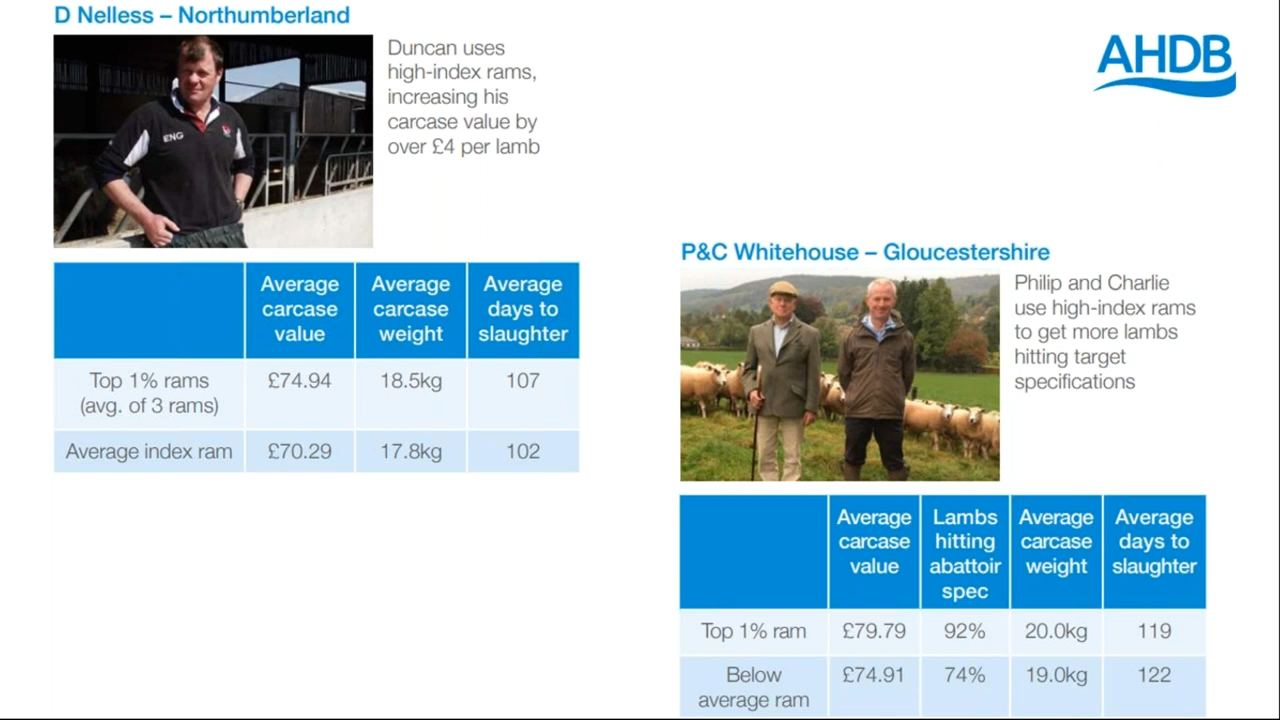 D Nelless – Northumberland
Duncan uses
high-index rams,
increasing his
carcase value by
over £4 per lamb
AHDB
ENG
Average carcase value Average carcase weight Average days to slaughter
Top 1% rams (avg. of 3 rams) £74.94 18.5kg 107
Average index ram £70.29 17.8kg 102
P&C Whitehouse – Gloucestershire
Philip and Charlie
use high-index rams
to get more lambs
hitting target
specifications
Average carcase value Lambs hitting abattoir spec Average carcase weight Average days to slaughter
Top 1% ram £79.79 92% 20.0kg 119
Below average ram £74.91 74% 19.0kg 122